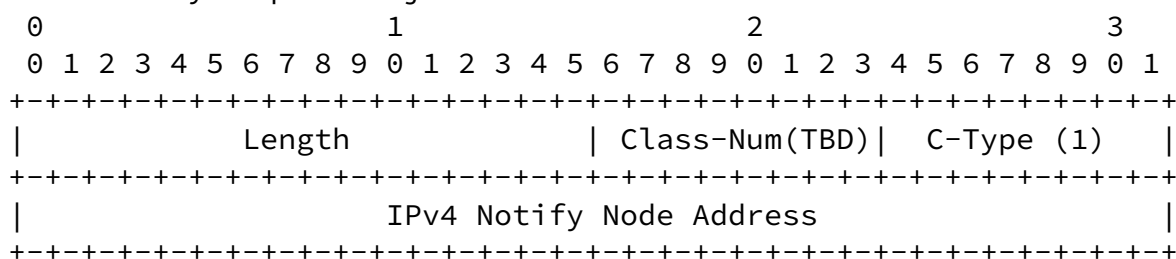 0                   1                   2                   3
 0 1 2 3 4 5 6 7 8 9 0 1 2 3 4 5 6 7 8 9 0 1 2 3 4 5 6 7 8 9 0 1
+-+-+-+-+-+-+-+-+-+-+-+-+-+-+-+-+-+-+-+-+-+-+-+-+-+-+-+-+-+-+-+-+
|            Length             | Class-Num(TBD)|  C-Type (1)   |
+-+-+-+-+-+-+-+-+-+-+-+-+-+-+-+-+-+-+-+-+-+-+-+-+-+-+-+-+-+-+-+-+
|                    IPv4 Notify Node Address                   |
+-+-+-+-+-+-+-+-+-+-+-+-+-+-+-+-+-+-+-+-+-+-+-+-+-+-+-+-+-+-+-+-+